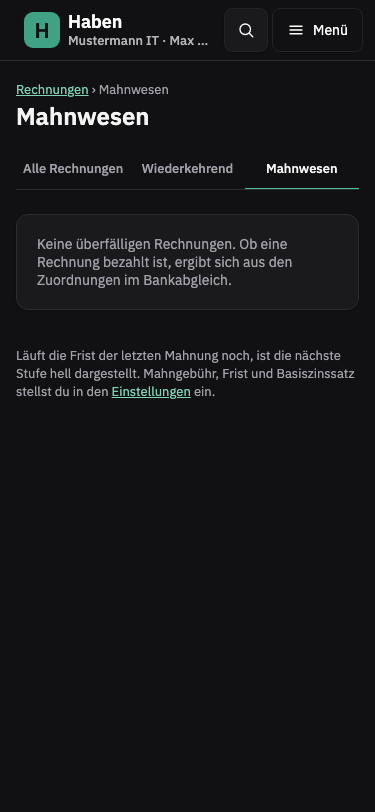 H
Haben
Mustermann IT · Max ...
Menü
Rechnungen › Mahnwesen
Mahnwesen
Alle Rechnungen
Wiederkehrend
Mahnwesen
Keine überfälligen Rechnungen. Ob eine
Rechnung bezahlt ist, ergibt sich aus den
Zuordnungen im Bankabgleich.
Läuft die Frist der letzten Mahnung noch, ist die nächste
Stufe hell dargestellt. Mahngebühr, Frist und Basiszinssatz
stellst du in den Einstellungen ein.